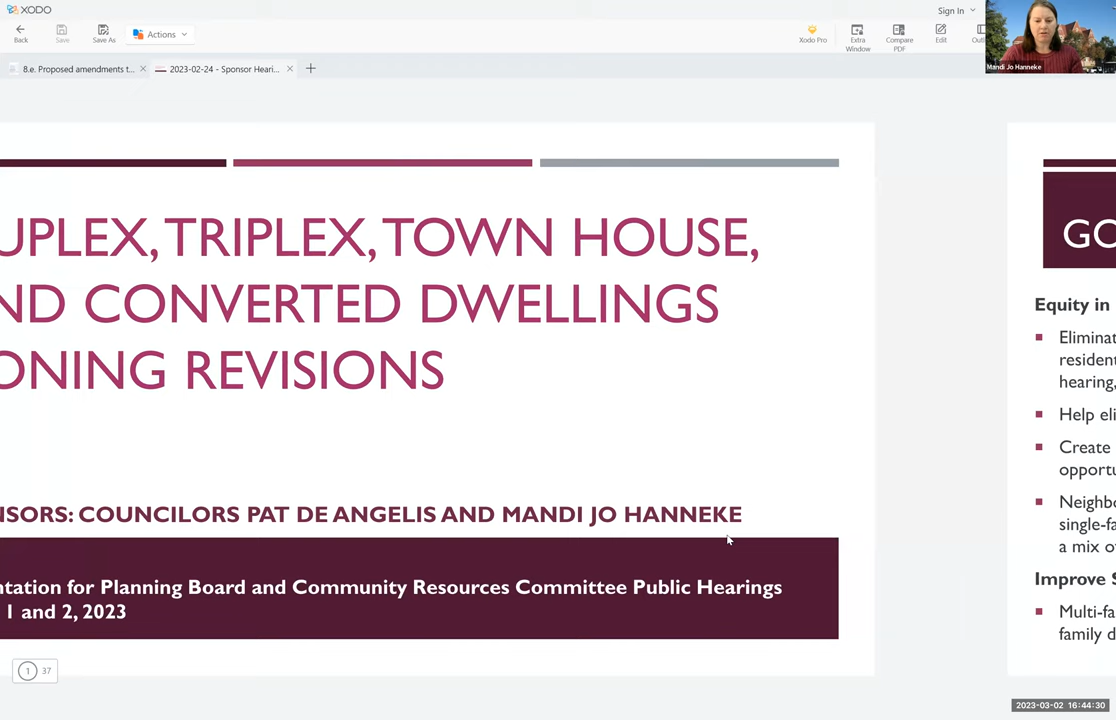 XODO
Sign In
Back
Save
Save As
Actions
Xodo Pro
Extra Window
Compare PDF
Edit
Mandi Jo Hanneke
8.e. Proposed amendments t...
2023-02-24 - Sponsor Heari...
UPLEX, TRIPLEX, TOWN HOUSE,
ND CONVERTED DWELLINGS
ONING REVISIONS
NSORS: COUNCILORS PAT DE ANGELIS AND MANDI JO HANNEKE
ntation for Planning Board and Community Resources Committee Public Hearings
1 and 2, 2023
GO
Equity in
Eliminat
resident
hearing,
Help eli
Create
opportu
Neighbo
single-fa
a mix o
Improve S
Multi-fa
family d
1 37
2023-03-02 16:44:30